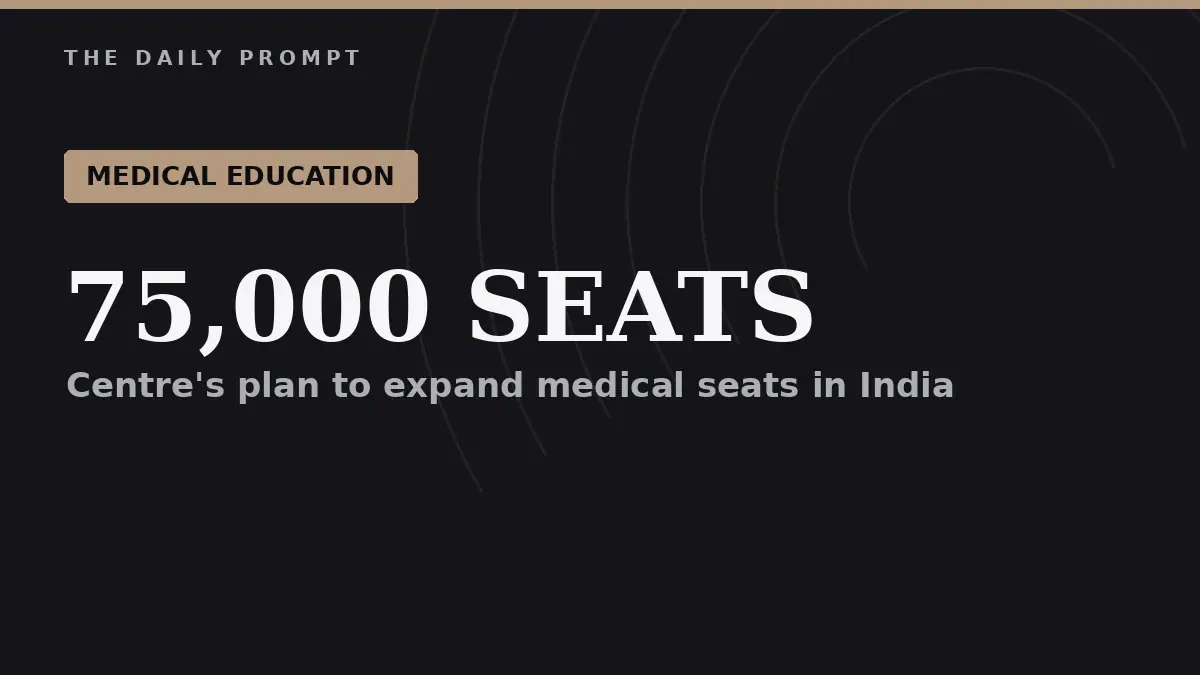 THE DAILY PROMPT
MEDICAL EDUCATION
75,000 SEATS
Centre's plan to expand medical seats in India